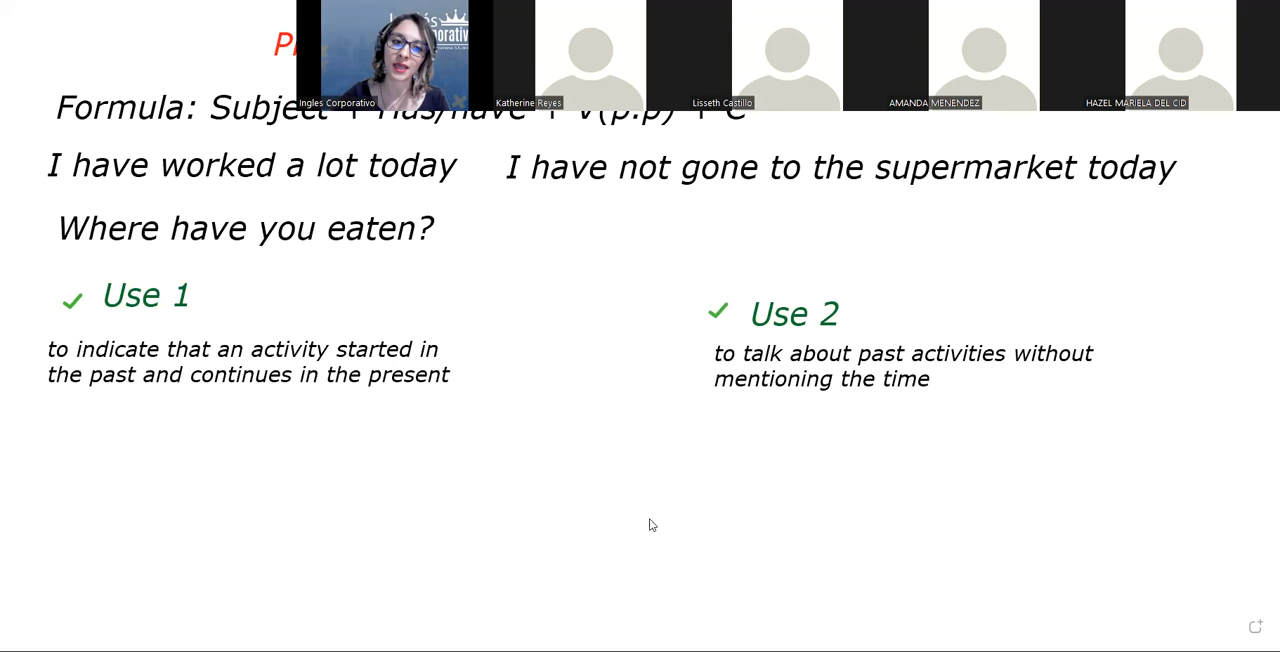 Ingles Corporativo
Katherine Reyes
Lisseth Castillo
AMANDA MENENDEZ
HAZEL MARIELA DEL CID
Formula: Subject + has/have + V(p.p) + C
I have worked a lot today
I have not gone to the supermarket today
Where have you eaten?
Use 1
to indicate that an activity started in
the past and continues in the present
Use 2
to talk about past activities without
mentioning the time